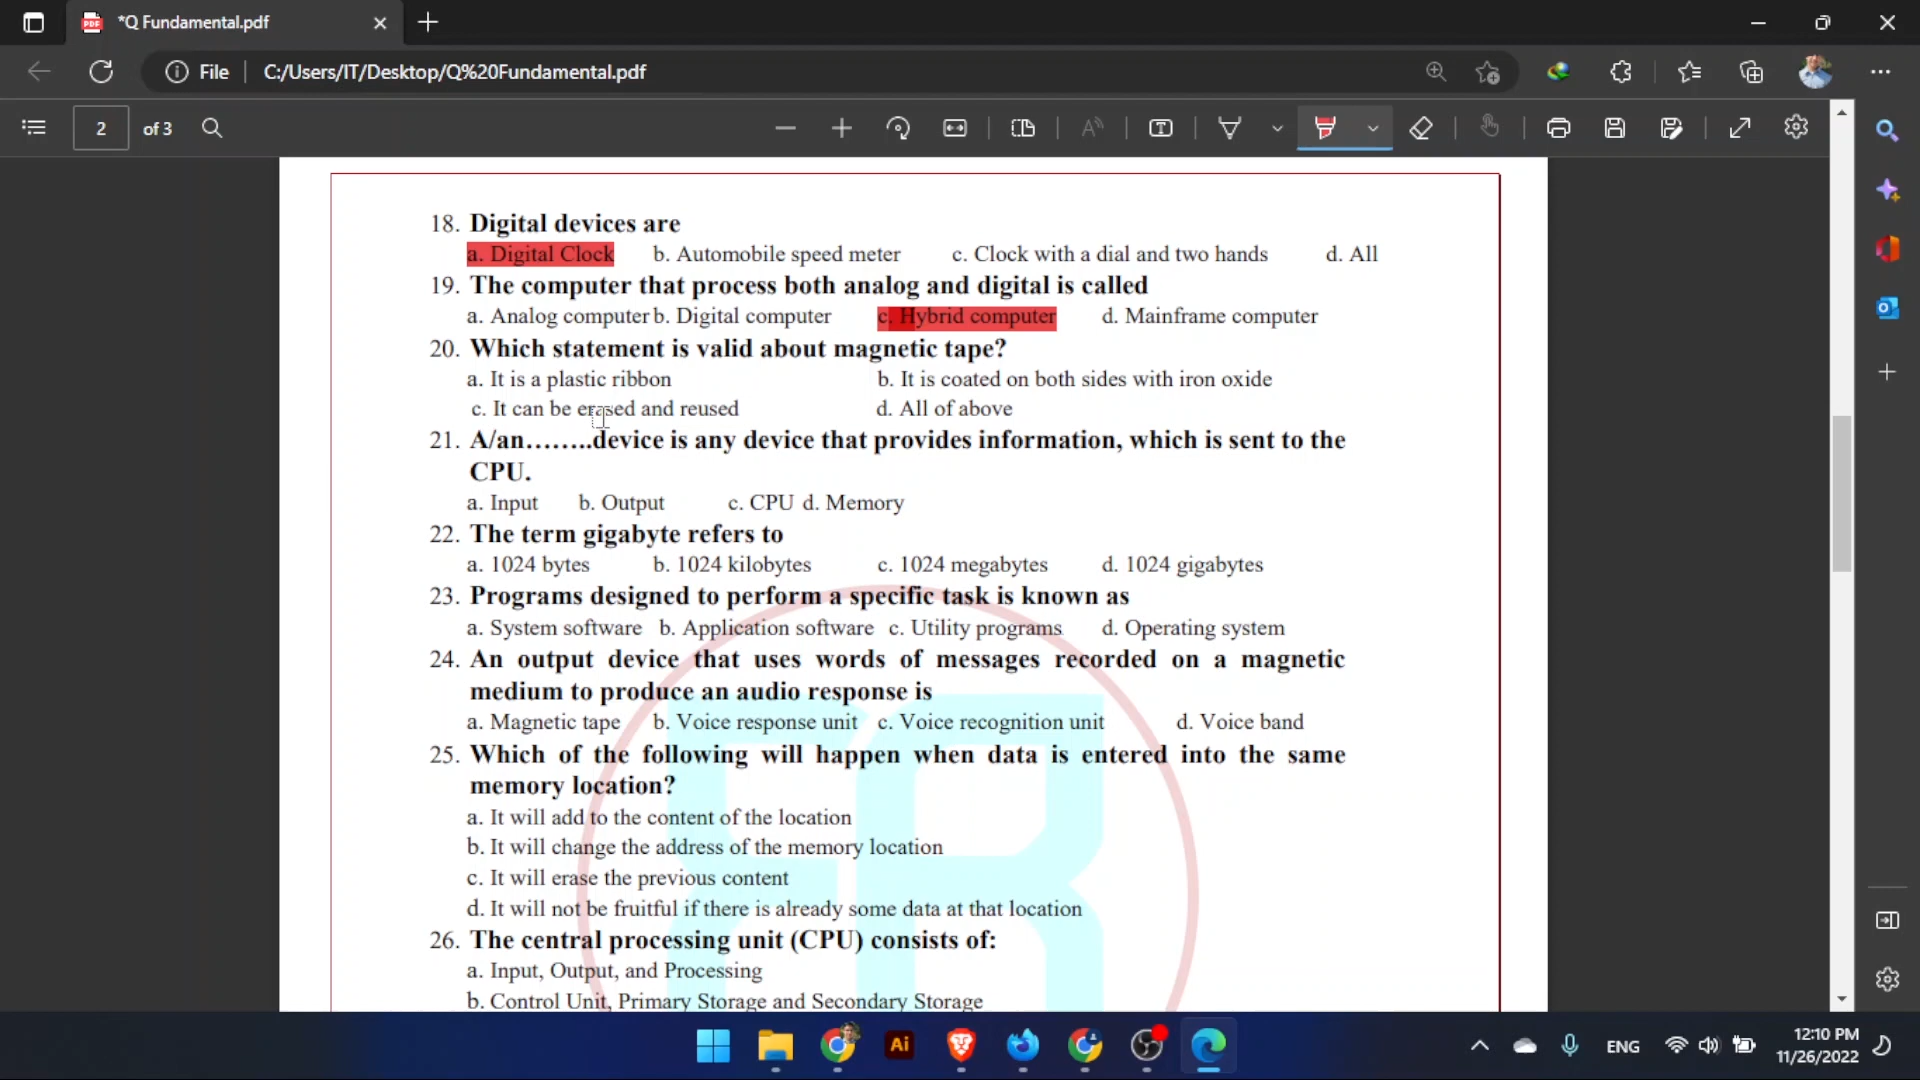 *Q Fundamental.pdf
File
C:/Users/IT/Desktop/Q%20Fundamental.pdf
2 of 3
18. Digital devices are
a. Digital Clock b. Automobile speed meter c. Clock with a dial and two hands d. All
19. The computer that process both analog and digital is called
a. Analog computer b. Digital computer c. Hybrid computer d. Mainframe computer
20. Which statement is valid about magnetic tape?
a. It is a plastic ribbon b. It is coated on both sides with iron oxide
c. It can be erased and reused d. All of above
21. A/an........device is any device that provides information, which is sent to the
CPU.
a. Input b. Output c. CPU d. Memory
22. The term gigabyte refers to
a. 1024 bytes b. 1024 kilobytes c. 1024 megabytes d. 1024 gigabytes
23. Programs designed to perform a specific task is known as
a. System software b. Application software c. Utility programs d. Operating system
24. An output device that uses words of messages recorded on a magnetic
medium to produce an audio response is
a. Magnetic tape b. Voice response unit c. Voice recognition unit d. Voice band
25. Which of the following will happen when data is entered into the same
memory location?
a. It will add to the content of the location
b. It will change the address of the memory location
c. It will erase the previous content
d. It will not be fruitful if there is already some data at that location
26. The central processing unit (CPU) consists of:
a. Input, Output, and Processing
b. Control Unit, Primary Storage and Secondary Storage
Ai
ENG
12:10 PM
11/26/2022